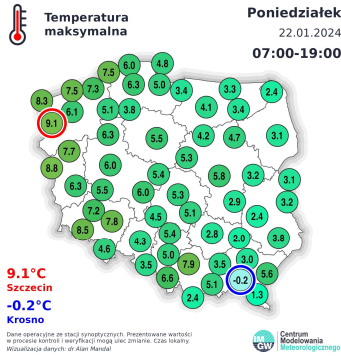 Temperatura
maksymalna
Poniedziałek
22.01.2024
07:00-19:00
6.0 4.8
7.5
7.5 7.3 6.3 5.0 3.4 3.3 2.4
8.3
9.1 6.1 5.1 3.8 4.1 3.4
6.3 5.5 4.2 4.7 3.1
7.7
8.8 6.0 5.3
6.3 5.5 6.0 5.4 5.8 3.2 3.1
7.2 7.8 4.5 5.1 2.9 2.4 3.2
8.5
4.6 4.3 5.4 2.8 2.0 3.8
3.5 5.0 7.9 3.5 3.0
6.6 5.1 -0.2 5.6
2.4 1.3
9.1°C
Szczecin
-0.2°C
Krosno
Dane operacyjne ze stacji synoptycznych. Prezentowane wartości
w procesie kontroli i weryfikacji mogą ulec zmianie. Czas lokalny.
Wizualizacja danych: dr Alan Mandal
IM
GW
Centrum
Modelowania
Meteorologicznego